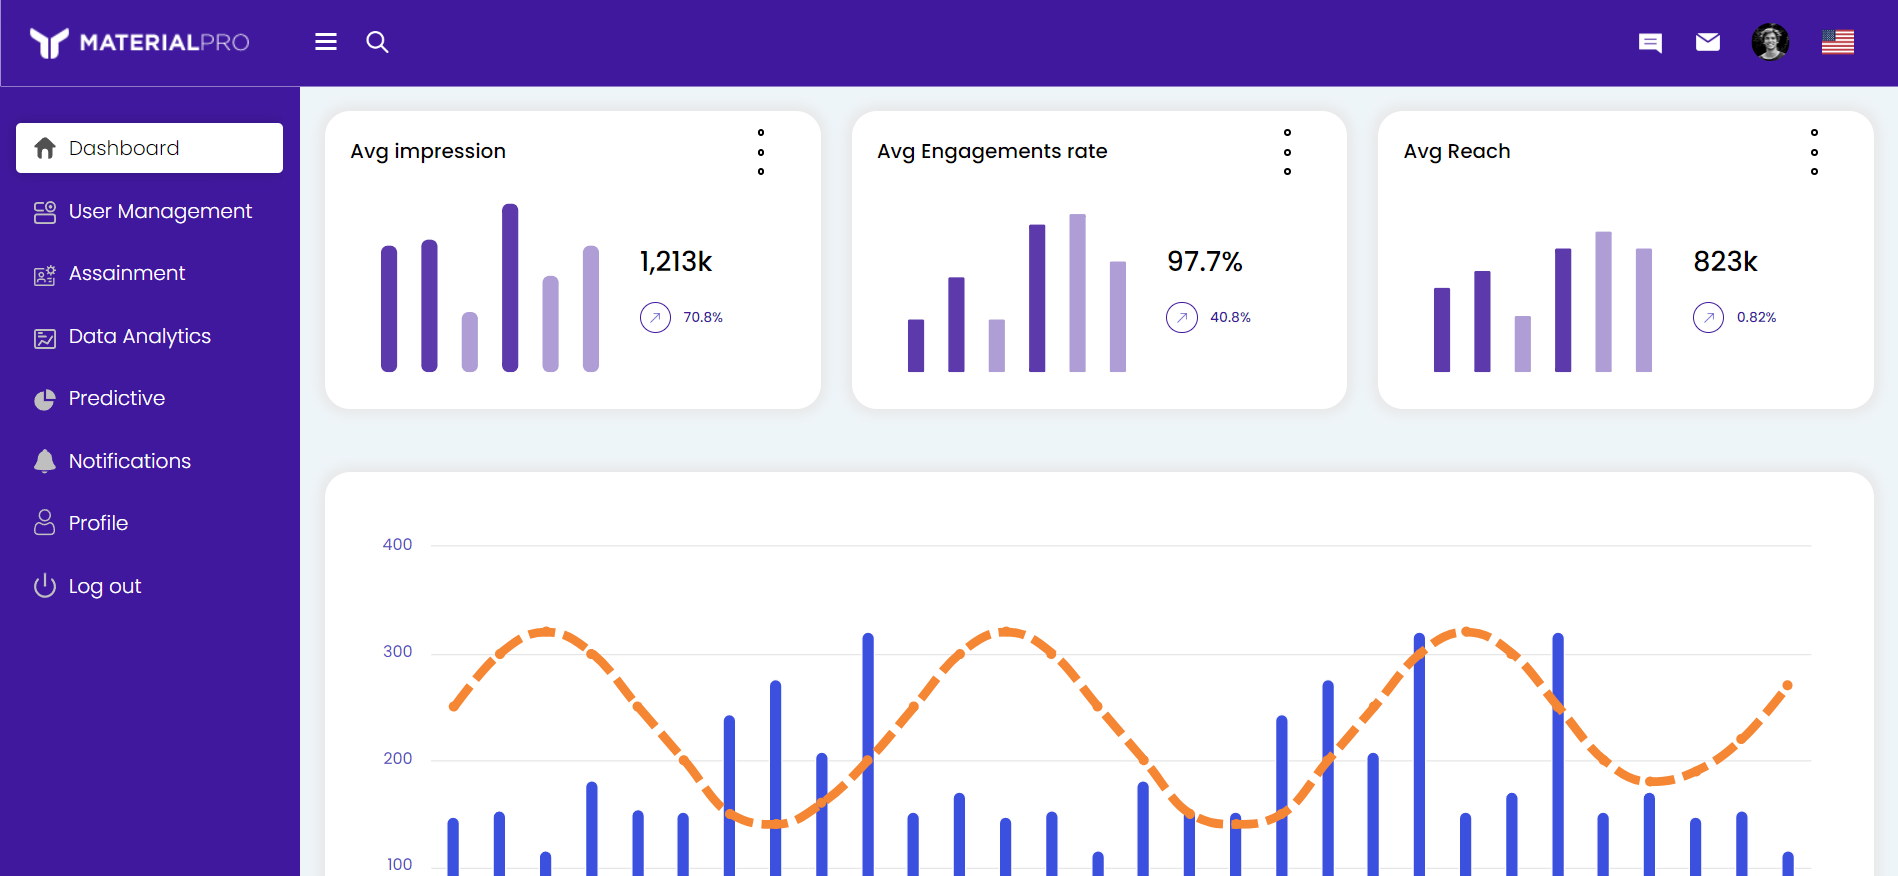 MATERIALPRO
Dashboard
User Management
Assainment
Data Analytics
Predictive
Notifications
Profile
Log out
Avg impression
1,213k
70.8%
Avg Engagements rate
97.7%
40.8%
Avg Reach
823k
0.82%
400
300
200
100